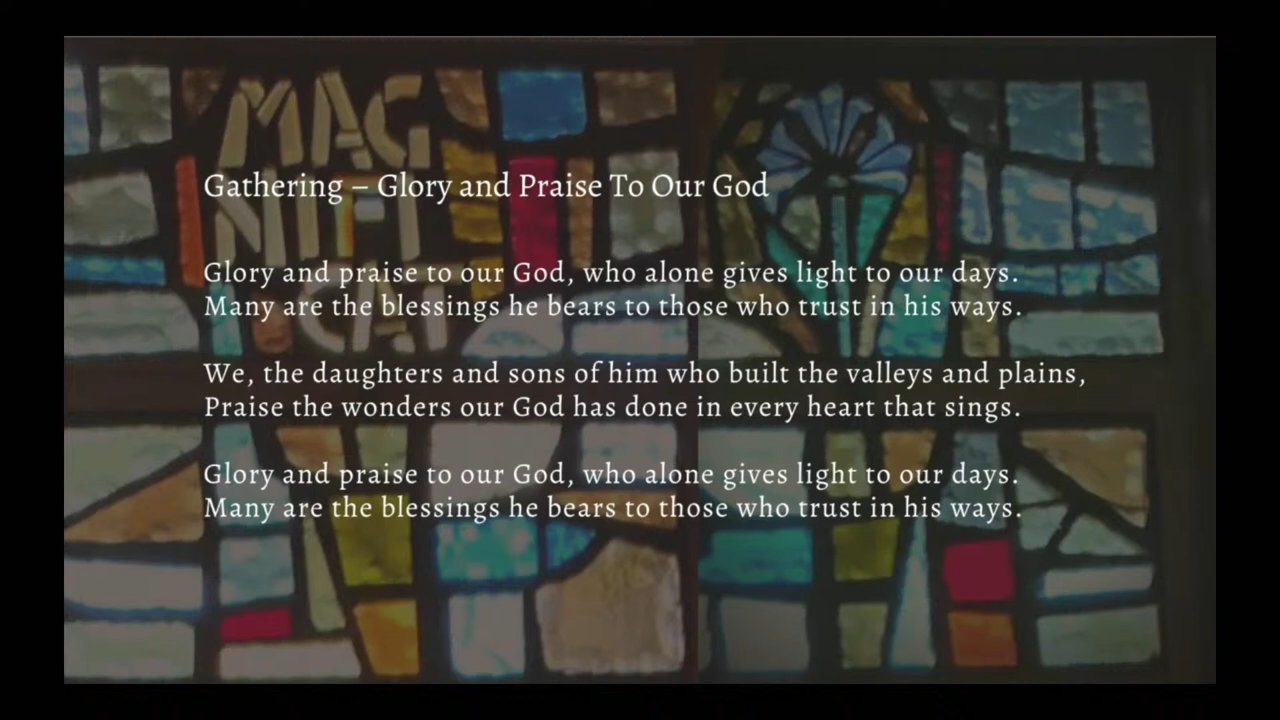 MAG
NIFI
CAT
Gathering – Glory and Praise To Our God
Glory and praise to our God, who alone gives light to our days.
Many are the blessings he bears to those who trust in his ways.
We, the daughters and sons of him who built the valleys and plains,
Praise the wonders our God has done in every heart that sings.
Glory and praise to our God, who alone gives light to our days.
Many are the blessings he bears to those who trust in his ways.